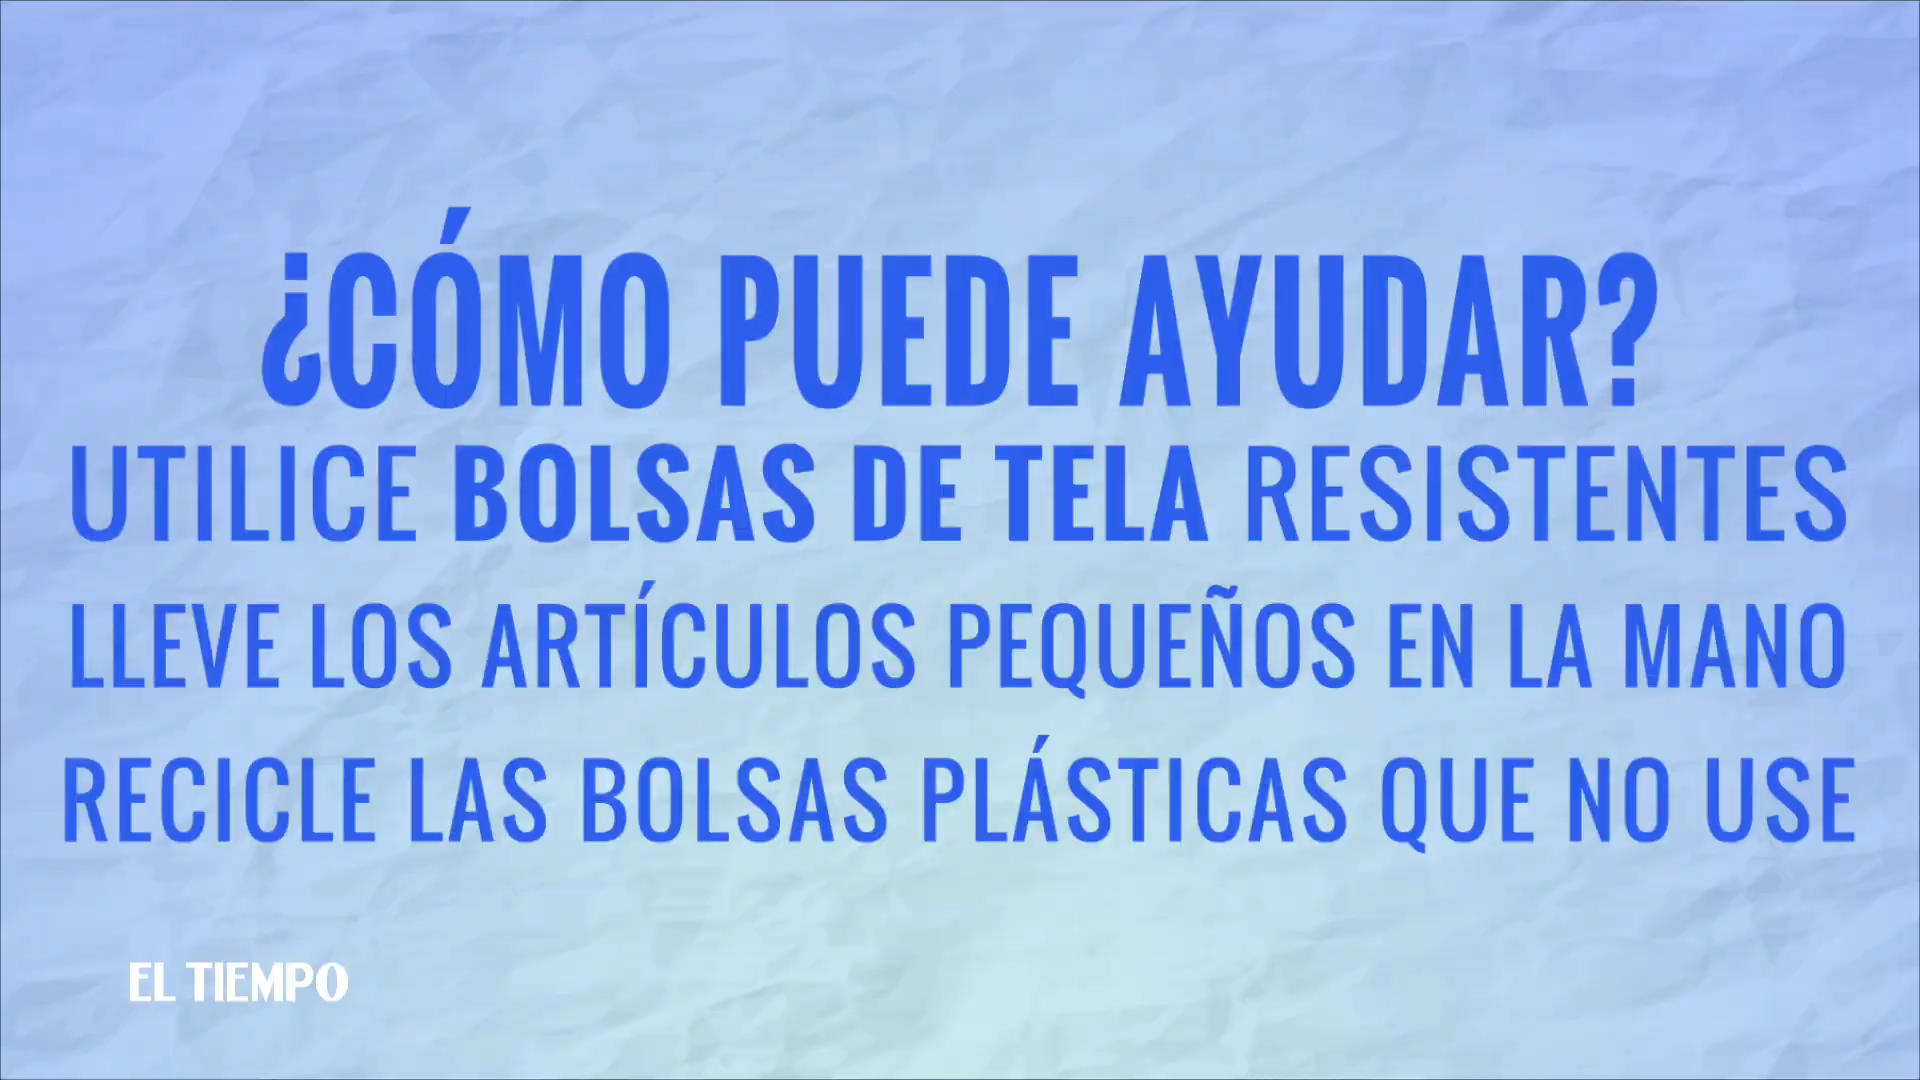 ¿CÓMO PUEDE AYUDAR?
UTILICE BOLSAS DE TELA RESISTENTES
LLEVE LOS ARTÍCULOS PEQUEÑOS EN LA MANO
RECICLE LAS BOLSAS PLÁSTICAS QUE NO USE
EL TIEMPO